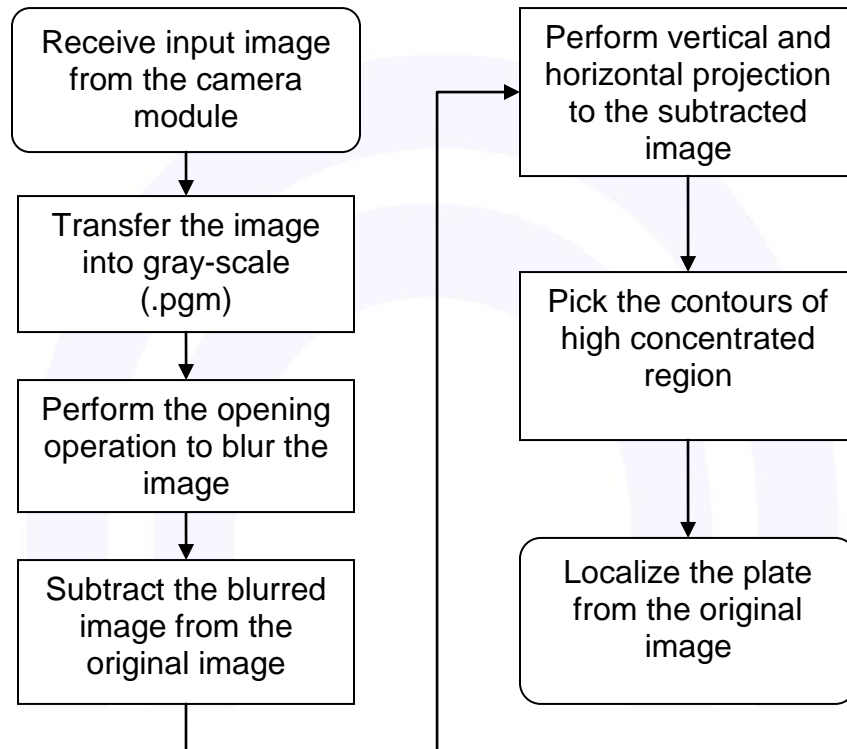 Receive input image
from the camera
module
Transfer the image
into gray-scale
(.pgm)
Perform the opening
operation to blur the
image
Subtract the blurred
image from the
original image
Perform vertical and
horizontal projection
to the subtracted
image
Pick the contours of
high concentrated
region
Localize the plate
from the original
image